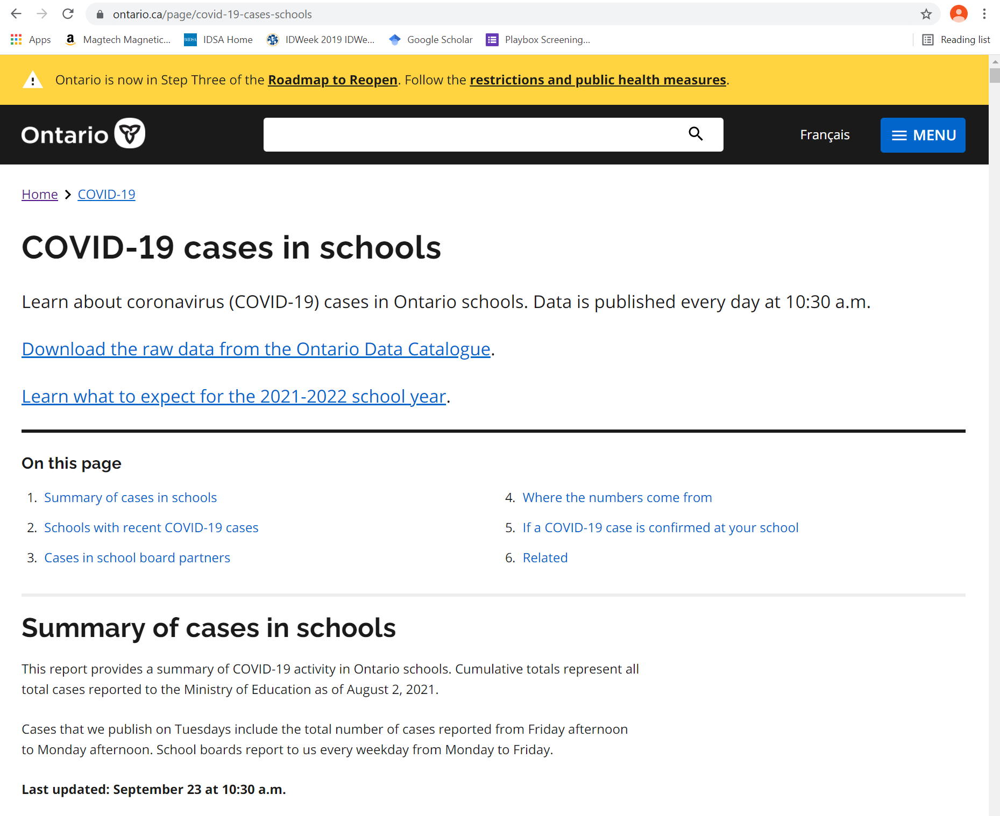 ontario.ca/page/covid-19-cases-schools
Apps
Magtech Magnetic...
IDSA Home
IDWeek 2019 IDWe...
Google Scholar
Playbox Screening...
Reading list
Ontario is now in Step Three of the Roadmap to Reopen. Follow the restrictions and public health measures.
Ontario
Français
MENU
Home
COVID-19
COVID-19 cases in schools
Learn about coronavirus (COVID-19) cases in Ontario schools. Data is published every day at 10:30 a.m.
Download the raw data from the Ontario Data Catalogue.
Learn what to expect for the 2021-2022 school year.
On this page
1. Summary of cases in schools
2. Schools with recent COVID-19 cases
3. Cases in school board partners
4. Where the numbers come from
5. If a COVID-19 case is confirmed at your school
6. Related
Summary of cases in schools
This report provides a summary of COVID-19 activity in Ontario schools. Cumulative totals represent all
total cases reported to the Ministry of Education as of August 2, 2021.
Cases that we publish on Tuesdays include the total number of cases reported from Friday afternoon
to Monday afternoon. School boards report to us every weekday from Monday to Friday.
Last updated: September 23 at 10:30 a.m.